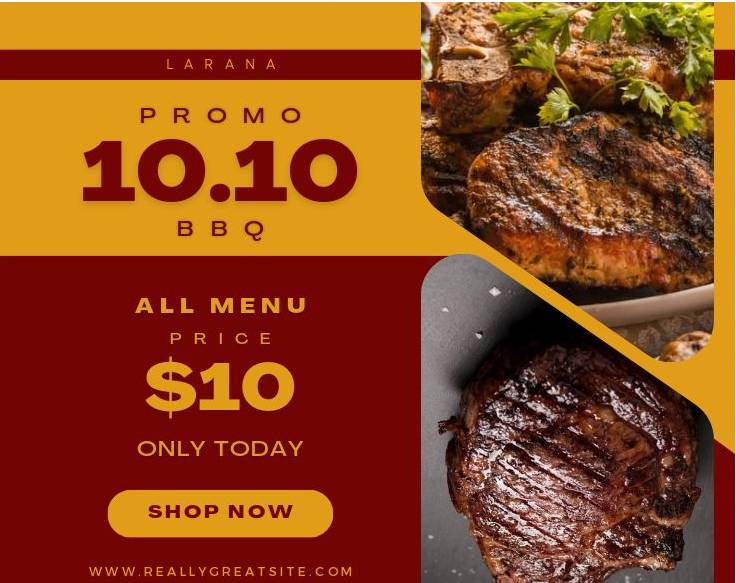 LARANA
PROMO
10.10
BBQ
ALL MENU
PRICE
$10
ONLY TODAY
SHOP NOW
WWW.REALLYGREATSITE.COM